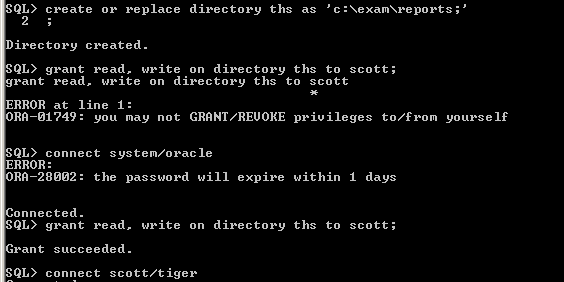 SQL> create or replace directory ths as 'c:\exam\reports;'
2 ;
Directory created.
SQL> grant read, write on directory ths to scott;
grant read, write on directory ths to scott
*
ERROR at line 1:
ORA-01749: you may not GRANT/REVOKE privileges to/from yourself
SQL> connect system/oracle
ERROR:
ORA-28002: the password will expire within 1 days
Connected.
SQL> grant read, write on directory ths to scott;
Grant succeeded.
SQL> connect scott/tiger